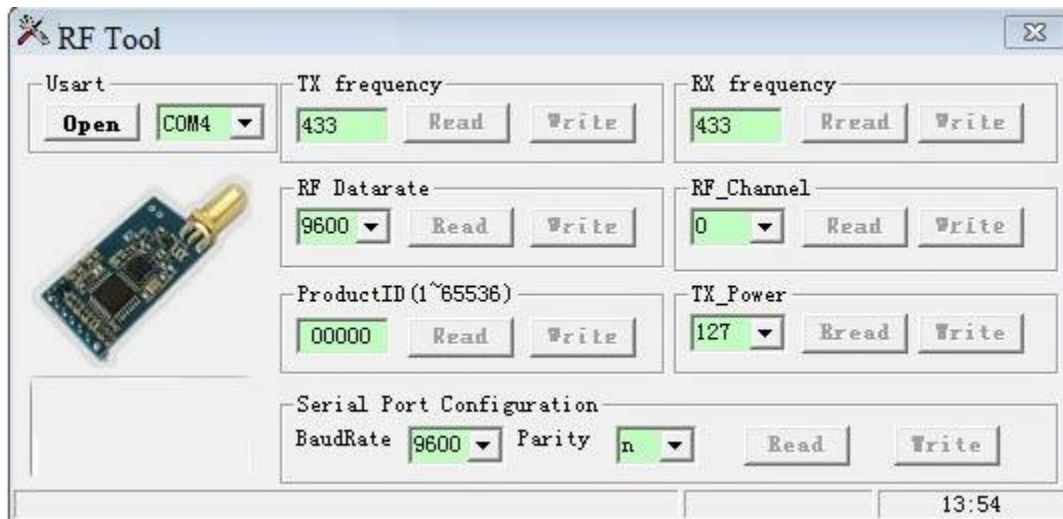 RF Tool
Usart
Open COM4
TX frequency
433 Read Write
RX frequency
433 Rread Write
RF Datarate
9600 Read Write
RF_Channel
0 Read Write
ProductID(1~65536)
00000 Read Write
TX_Power
127 Bread Write
Serial Port Configuration
BaudRate 9600 Parity n Read Write
13:54